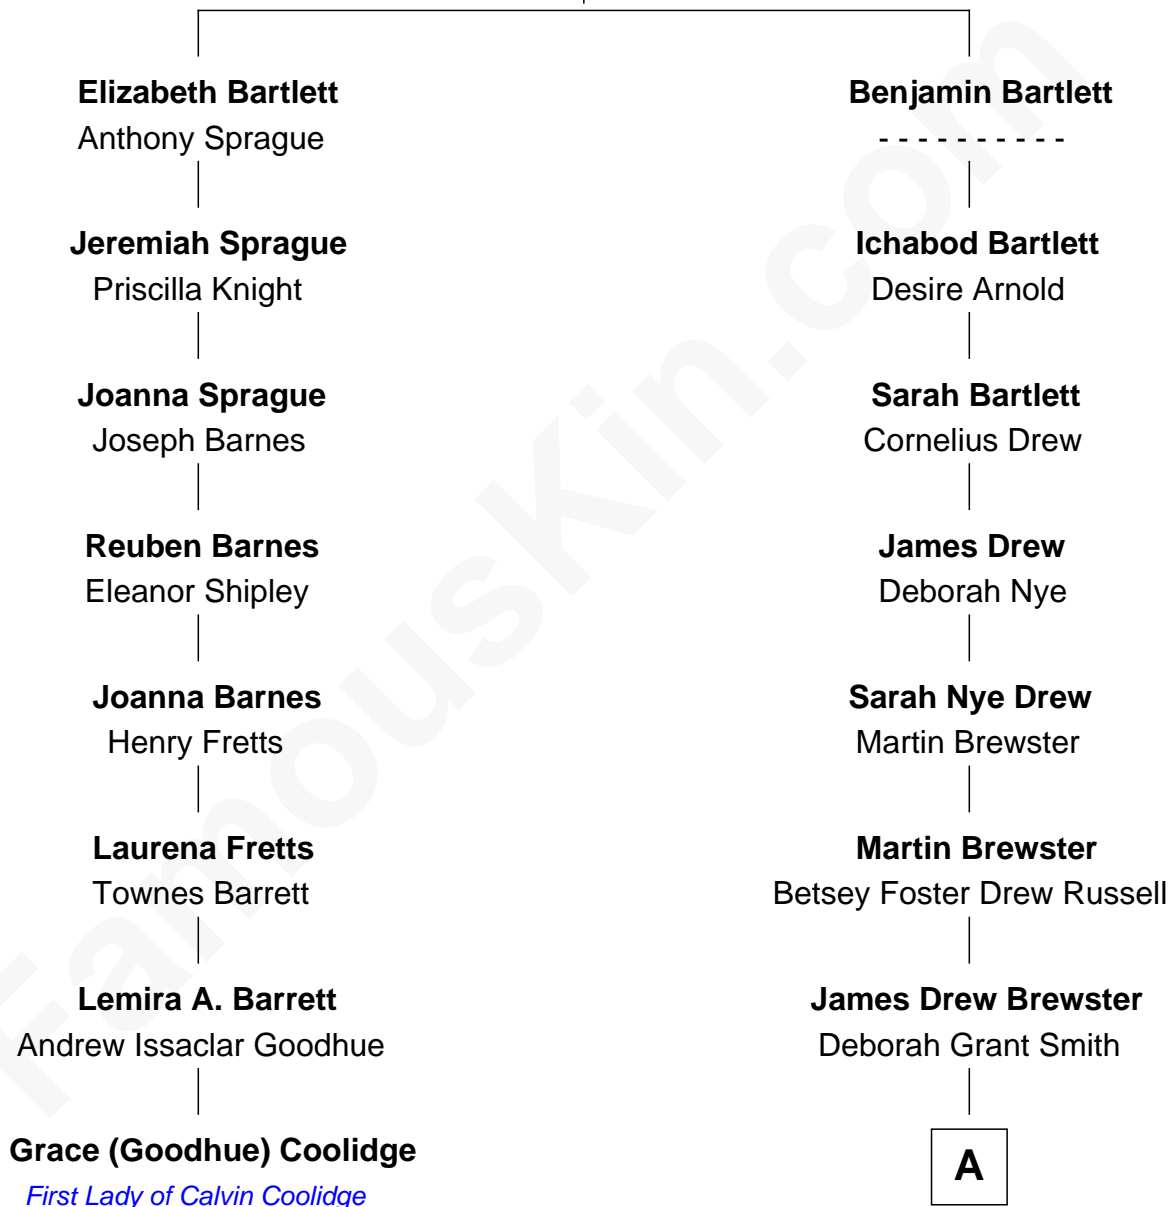 Elizabeth Bartlett
Anthony Sprague
Jeremiah Sprague
Priscilla Knight
Joanna Sprague
Joseph Barnes
Reuben Barnes
Eleanor Shipley
Joanna Barnes
Henry Fretts
Laurena Fretts
Townes Barrett
Lemira A. Barrett
Andrew Issaclar Goodhue
Grace (Goodhue) Coolidge
First Lady of Calvin Coolidge
Benjamin Bartlett
- - - - - - - - - -
Ichabod Bartlett
Desire Arnold
Sarah Bartlett
Cornelius Drew
James Drew
Deborah Nye
Sarah Nye Drew
Martin Brewster
Martin Brewster
Betsey Foster Drew Russell
James Drew Brewster
Deborah Grant Smith
A
FamousKin.com